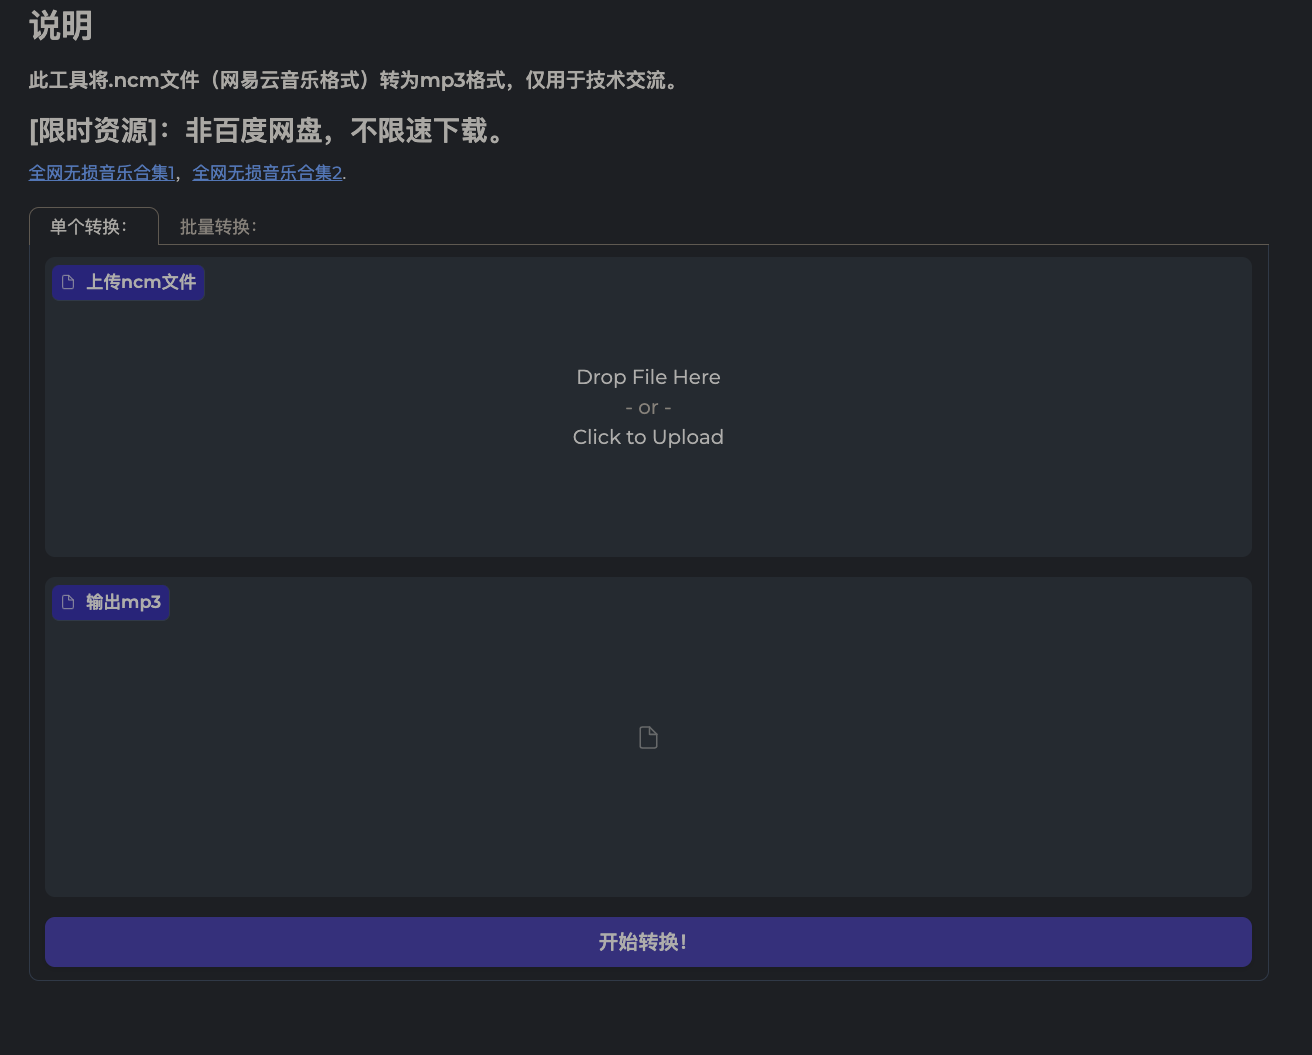 说明
此工具将.ncm文件（网易云音乐格式）转为mp3格式，仅用于技术交流。
[限时资源]：非百度网盘，不限速下载。
全网无损音乐合集1，全网无损音乐合集2.
单个转换： 批量转换：
上传ncm文件
Drop File Here
- or -
Click to Upload
输出mp3
开始转换！